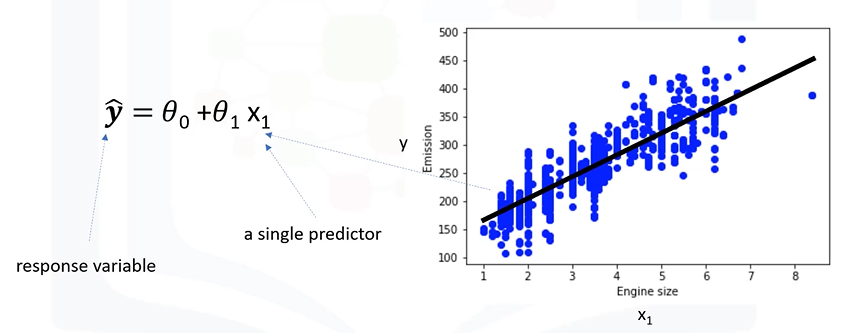 ŷ = θ₀ +θ₁ x₁
response variable
a single predictor
y
Emission
500
450
400
350
300
250
200
150
100
1 2 3 4 5 6 7 8
Engine size
x₁